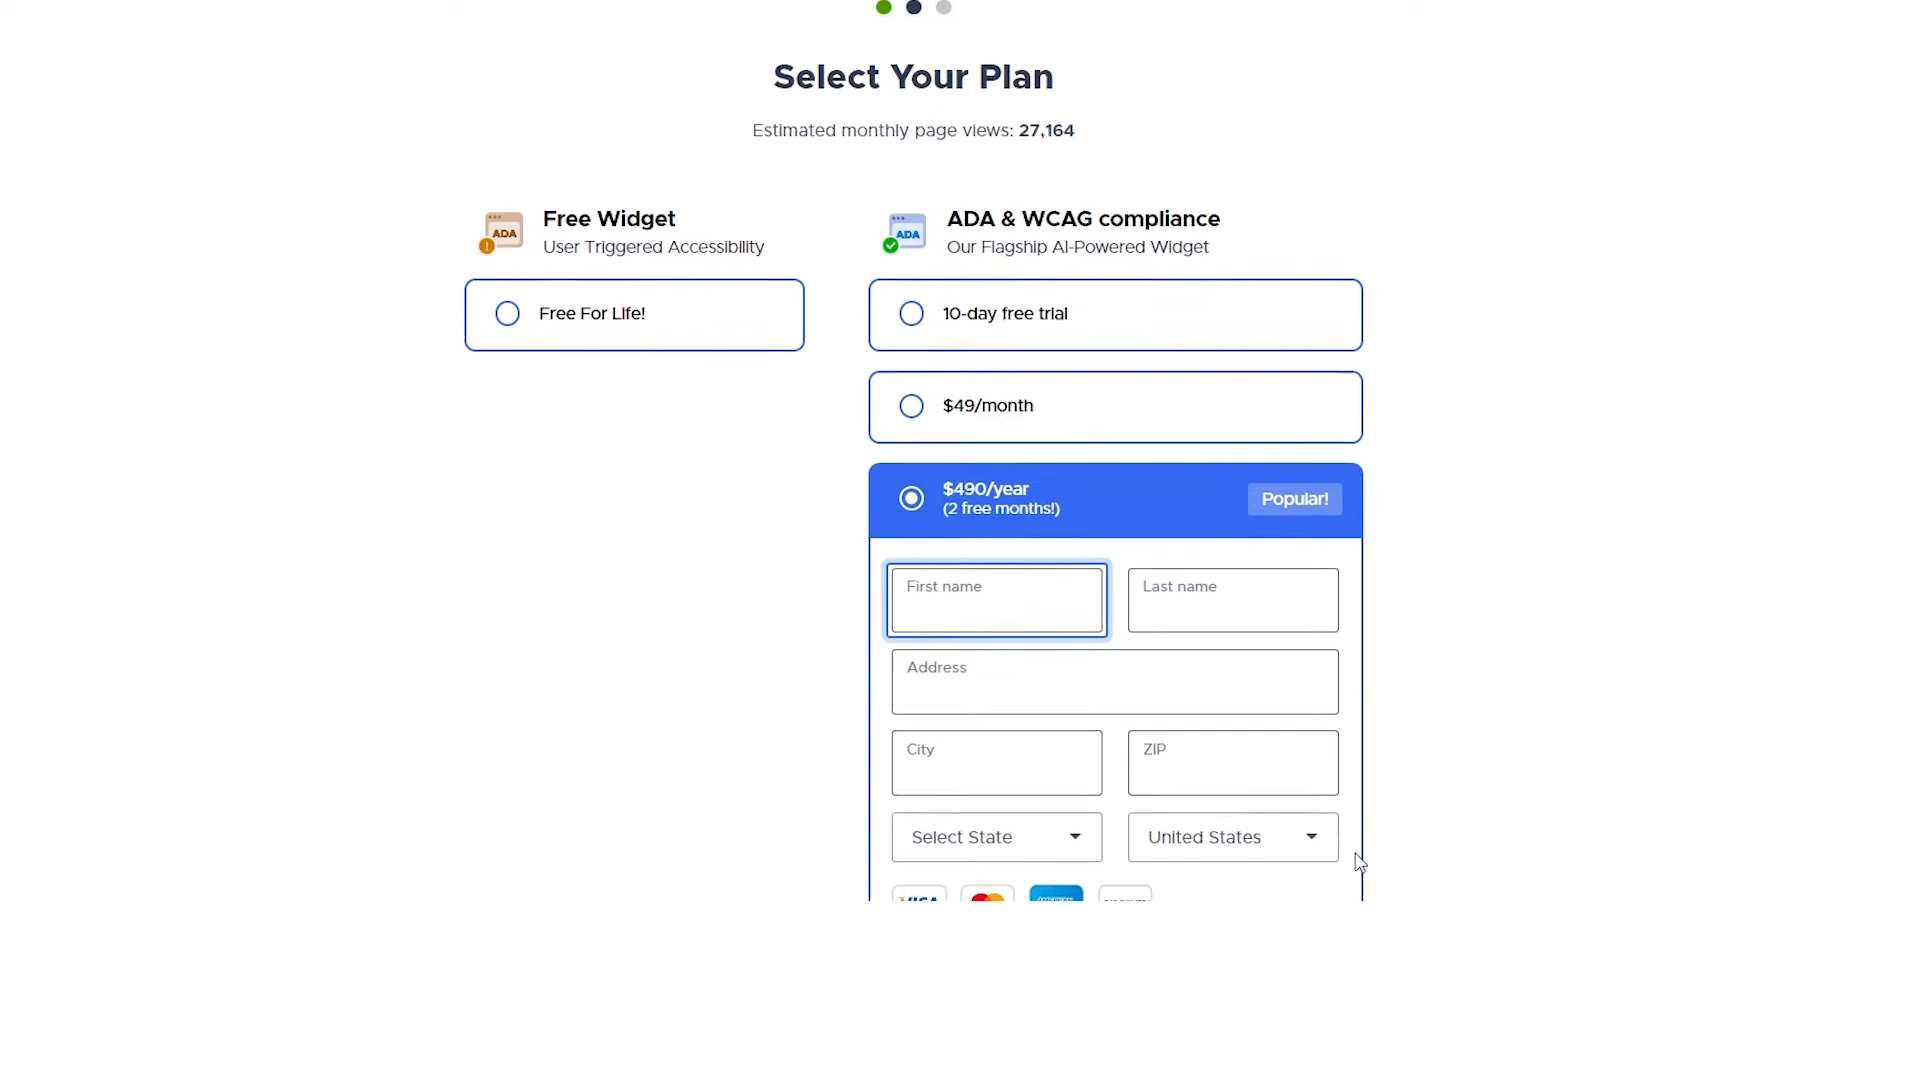 Select Your Plan
Estimated monthly page views: 27,164
ADA
!
Free Widget
User Triggered Accessibility
Free For Life!
ADA
ADA & WCAG compliance
Our Flagship AI-Powered Widget
10-day free trial
$49/month
$490/year
(2 free months!)
Popular!
First name
Last name
Address
City
ZIP
Select State
United States
VISA